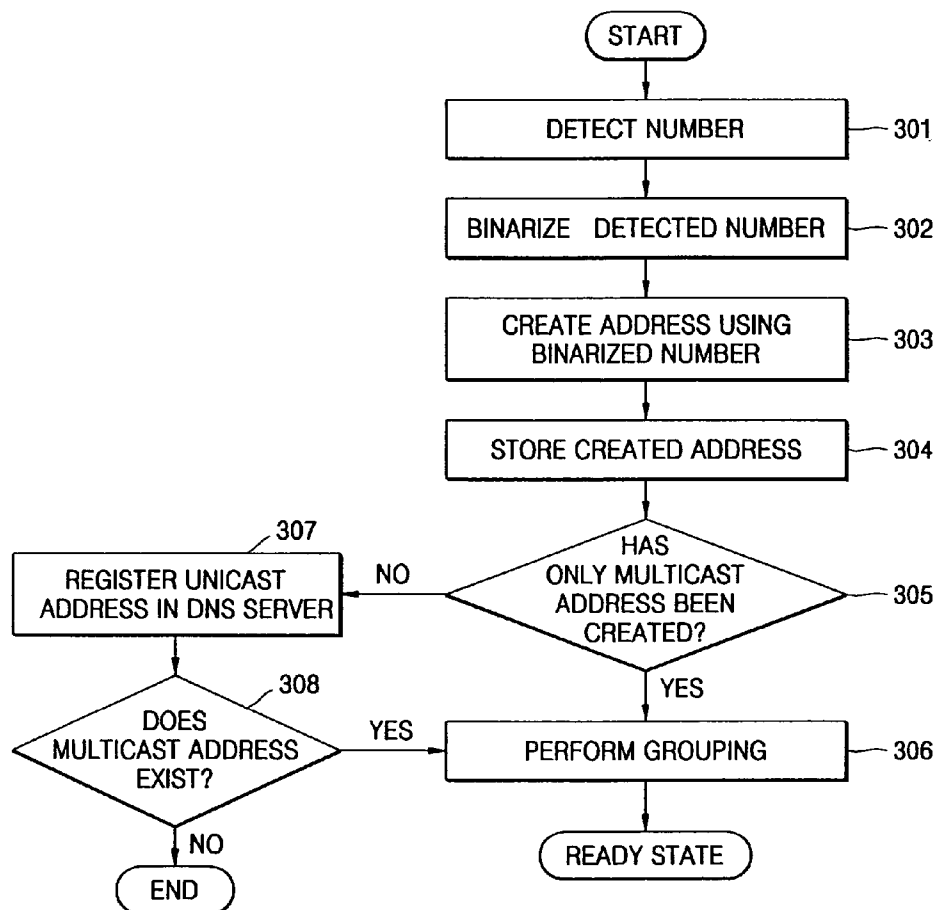 START
DETECT NUMBER
301
BINARIZE DETECTED NUMBER
302
CREATE ADDRESS USING
BINARIZED NUMBER
303
STORE CREATED ADDRESS
304
HAS
ONLY MULTICAST
ADDRESS BEEN
CREATED?
305
NO
307
REGISTER UNICAST
ADDRESS IN DNS SERVER
308
DOES
MULTICAST ADDRESS
EXIST?
YES
YES
PERFORM GROUPING
306
NO
END
READY STATE